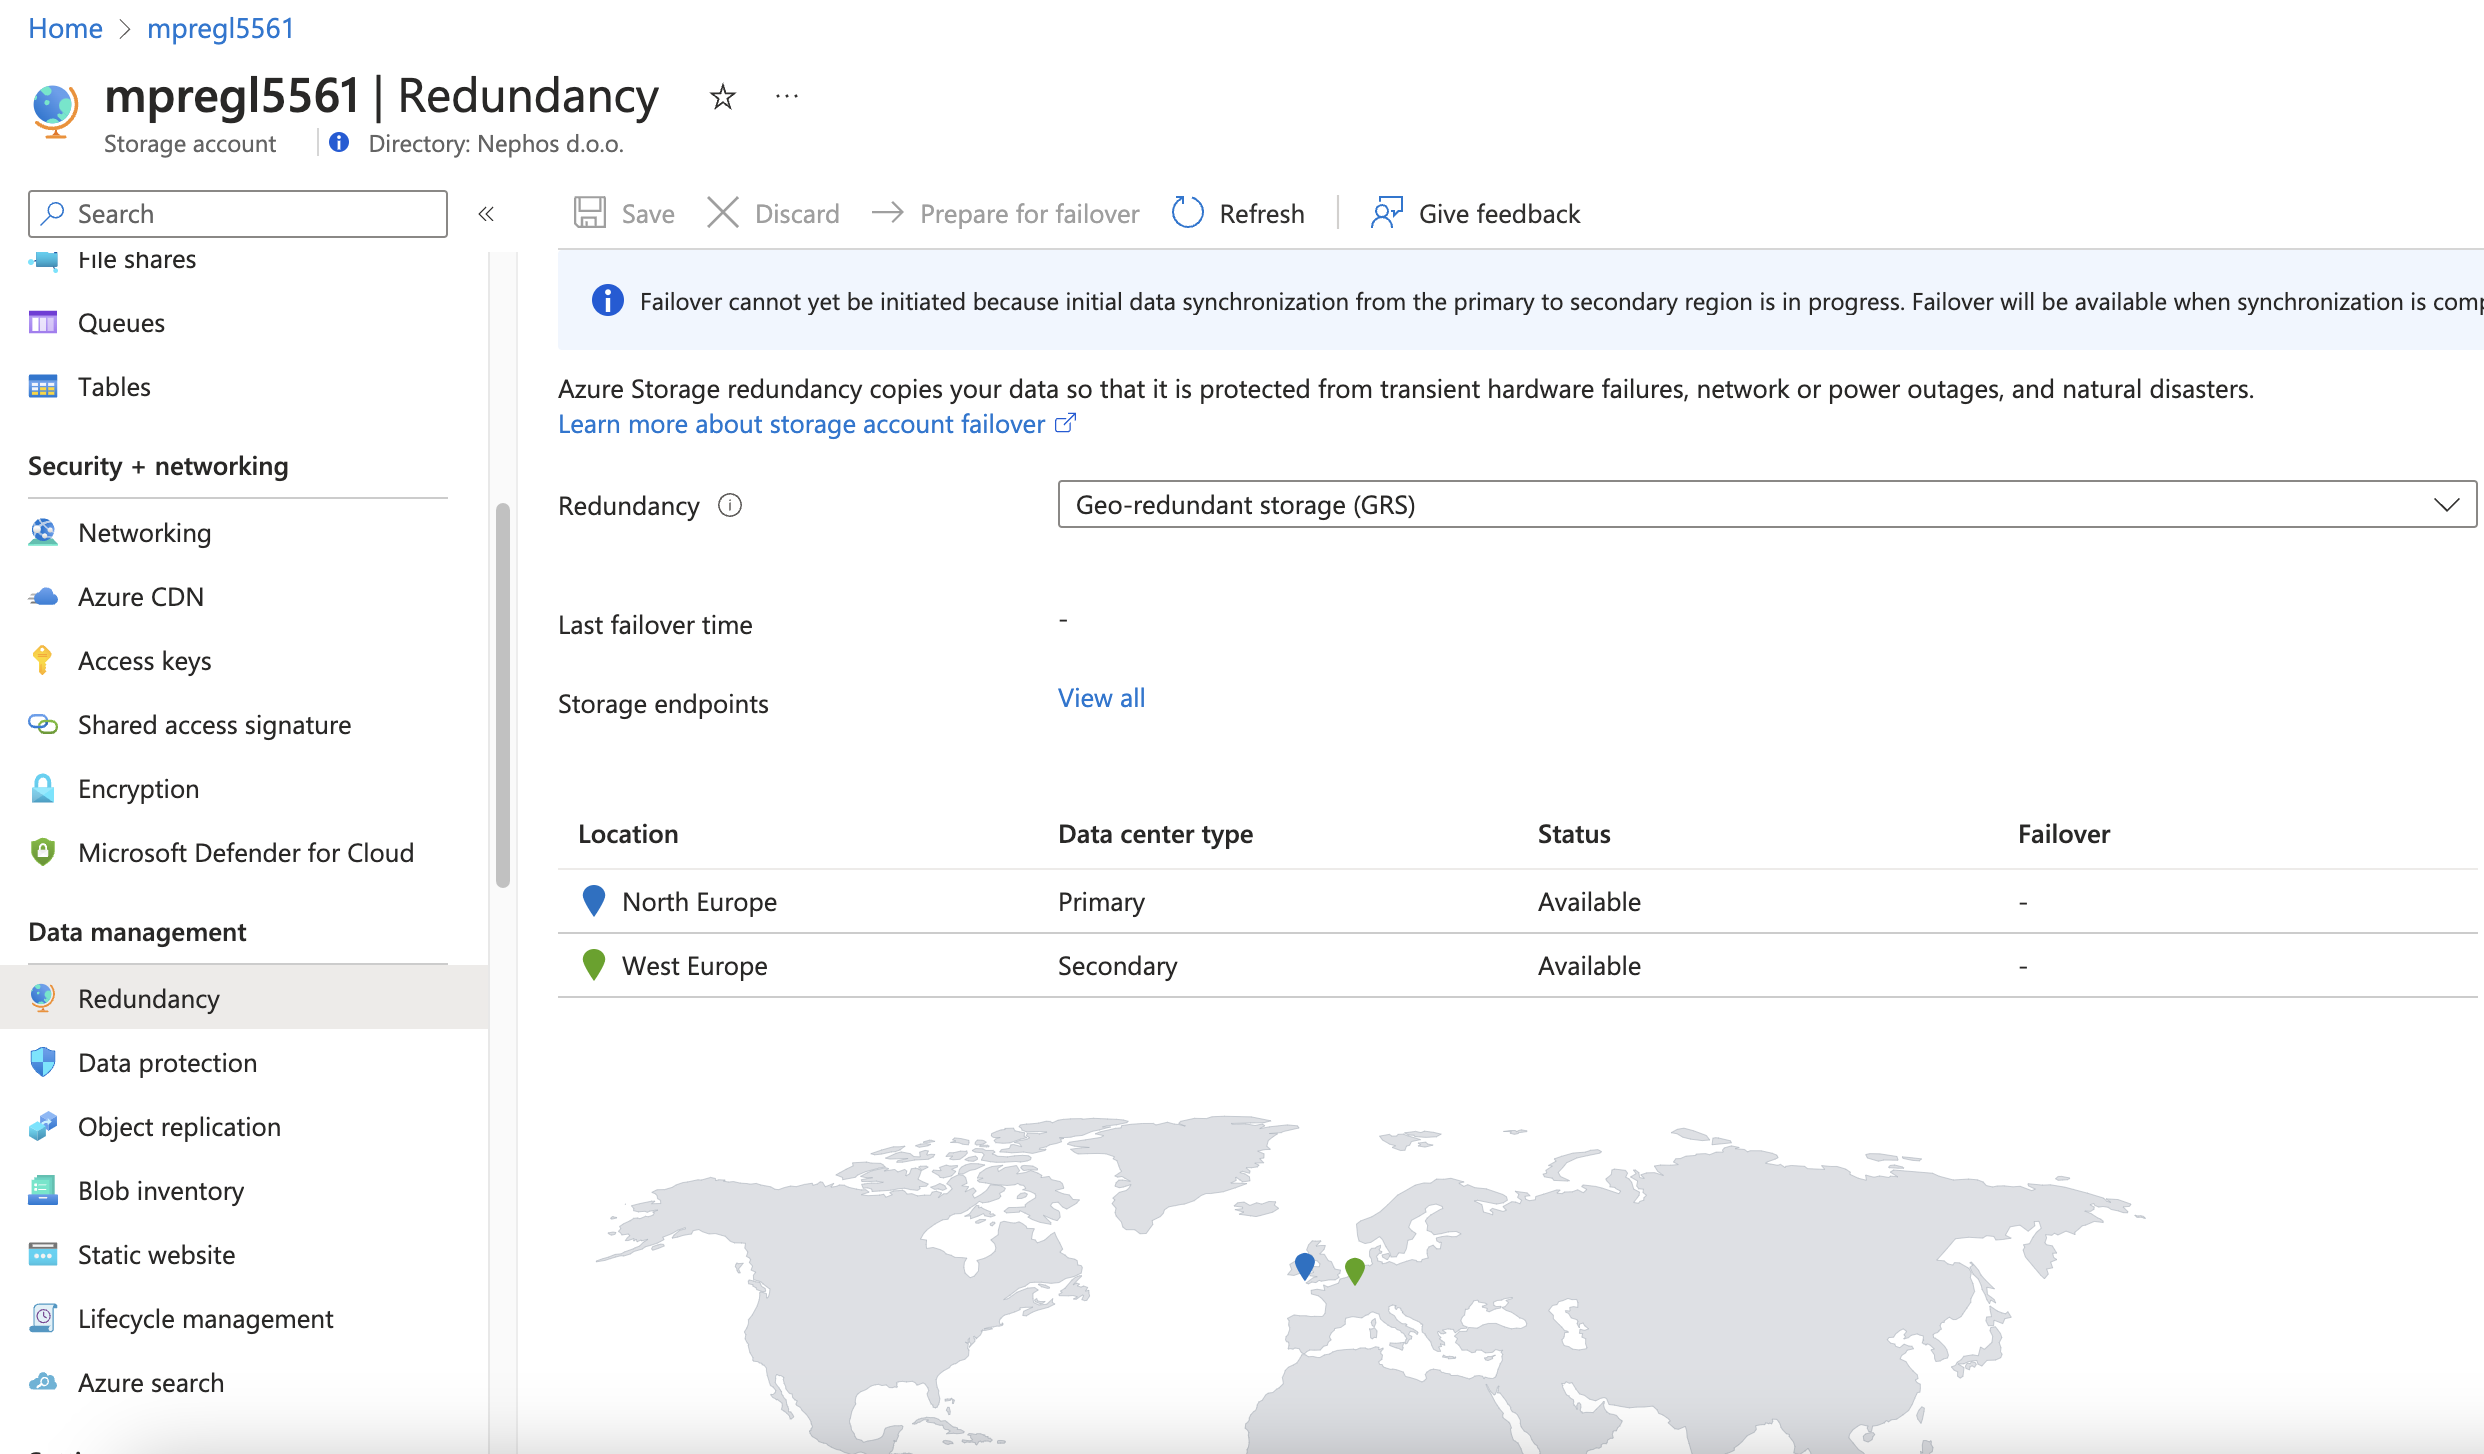 Home > mpregl5561
mpregl5561 | Redundancy
Storage account
Directory: Nephos d.o.o.
Search
File shares
Queues
Tables
Security + networking
Networking
Azure CDN
Access keys
Shared access signature
Encryption
Microsoft Defender for Cloud
Data management
Redundancy
Data protection
Object replication
Blob inventory
Static website
Lifecycle management
Azure search
Save Discard Prepare for failover Refresh Give feedback
Failover cannot yet be initiated because initial data synchronization from the primary to secondary region is in progress. Failover will be available when synchronization is
Azure Storage redundancy copies your data so that it is protected from transient hardware failures, network or power outages, and natural disasters.
Learn more about storage account failover
Redundancy Geo-redundant storage (GRS)
Last failover time -
Storage endpoints View all
Location Data center type Status Failover
North Europe Primary Available -
West Europe Secondary Available -